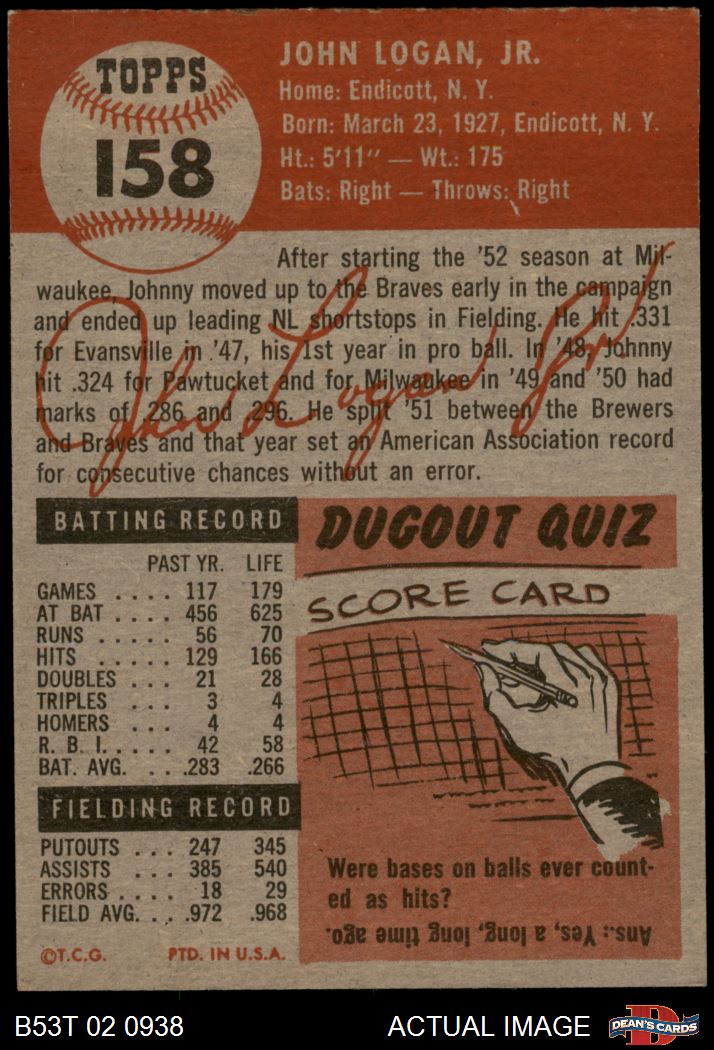 TOPPS
158
JOHN LOGAN, JR.
Home: Endicott, N. Y.
Born: March 23, 1927, Endicott, N. Y.
Ht.: 5'11" — Wt.: 175
Bats: Right — Throws: Right
After starting the '52 season at Mil-
waukee, Johnny moved up to the Braves early in the campaign
and ended up leading NL shortstops in Fielding. He hit .331
for Evansville in '47, his 1st year in pro ball. In '48, Johnny
hit .324 for Pawtucket and for Milwaukee in '49 and '50 had
marks of .286 and .296. He split '51 between the Brewers
and Braves and that year set an American Association record
for consecutive chances without an error.
John Logan Jr
BATTING RECORD
PAST YR. LIFE
GAMES .... 117 179
AT BAT .... 456 625
RUNS ..... 56 70
HITS ..... 129 166
DOUBLES ... 21 28
TRIPLES ... 3 4
HOMERS ... 4 4
R. B. I...... 42 58
BAT. AVG. ... .283 .266
FIELDING RECORD
PUTOUTS ... 247 345
ASSISTS ... 385 540
ERRORS .... 18 29
FIELD AVG. ... .972 .968
©T.C.G. PTD. IN U.S.A.
DUGOUT QUIZ
SCORE CARD
Were bases on balls ever count-
ed as hits?
Ans.: Yes, a long, long time ago.
B53T 02 0938 ACTUAL IMAGE
D
DEAN'S CARDS